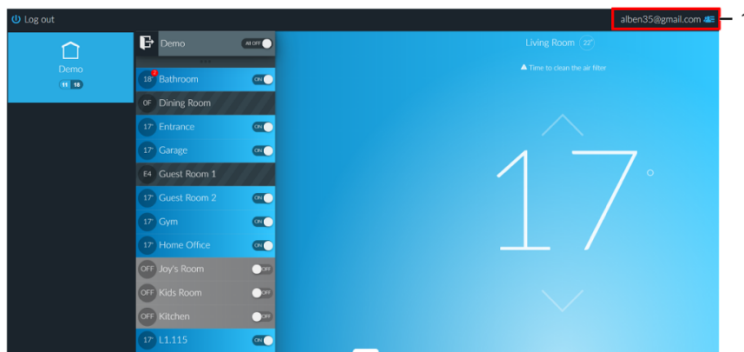 Log out
alben35@gmail.com
1
Demo
11 18
Demo
All OFF
18° Bathroom ON
OF Dining Room
17° Entrance ON
17° Garage ON
E4 Guest Room 1
17° Guest Room 2 ON
17° Gym ON
17° Home Office ON
OFF Joy's Room OFF
OFF Kids Room OFF
OFF Kitchen OFF
17° L1.115 ON
Living Room 22°
Time to clean the air filter
17°